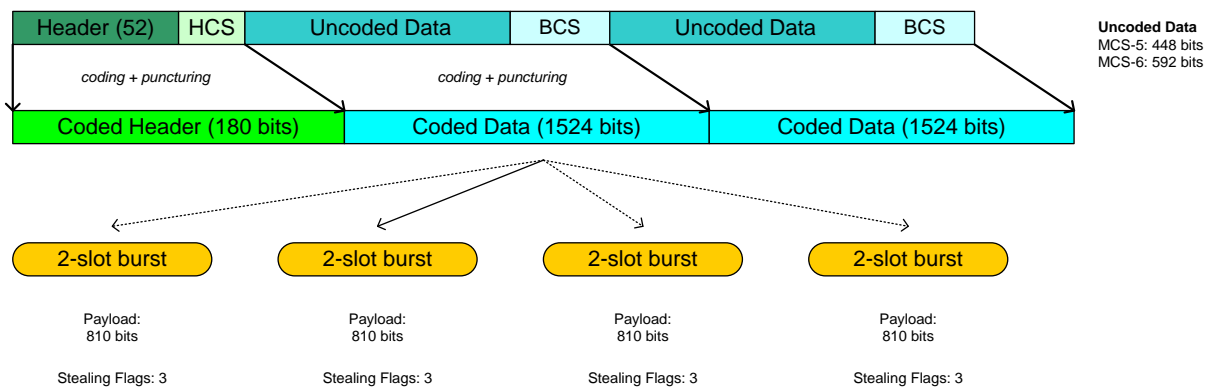 Header (52) HCS Uncoded Data BCS Uncoded Data BCS
Uncoded Data
MCS-5: 448 bits
MCS-6: 592 bits
coding + puncturing coding + puncturing
Coded Header (180 bits) Coded Data (1524 bits) Coded Data (1524 bits)
2-slot burst 2-slot burst 2-slot burst 2-slot burst
Payload: Payload: Payload: Payload:
810 bits 810 bits 810 bits 810 bits
Stealing Flags: 3 Stealing Flags: 3 Stealing Flags: 3 Stealing Flags: 3